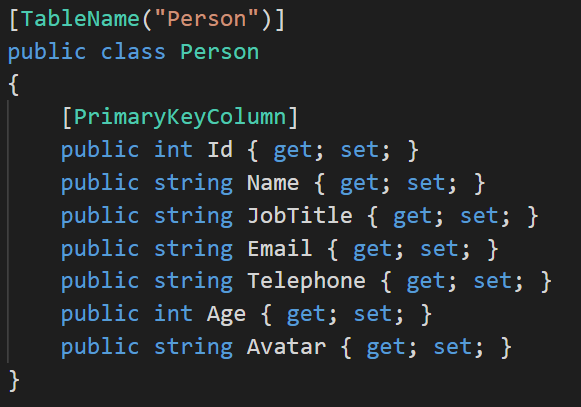 [TableName("Person")]
public class Person
{
    [PrimaryKeyColumn]
    public int Id { get; set; }
    public string Name { get; set; }
    public string JobTitle { get; set; }
    public string Email { get; set; }
    public string Telephone { get; set; }
    public int Age { get; set; }
    public string Avatar { get; set; }
}